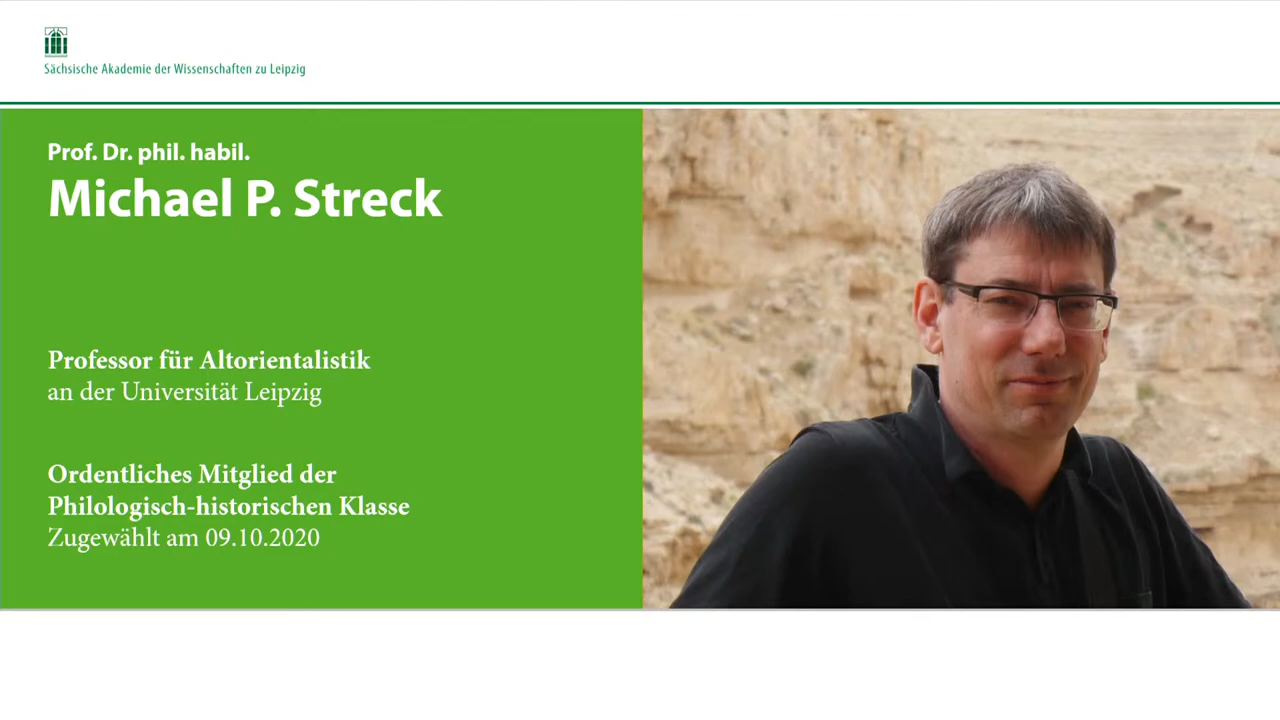 Sächsische Akademie der Wissenschaften zu Leipzig
Prof. Dr. phil. habil.
Michael P. Streck
Professor für Altorientalistik
an der Universität Leipzig
Ordentliches Mitglied der
Philologisch-historischen Klasse
Zugewählt am 09.10.2020